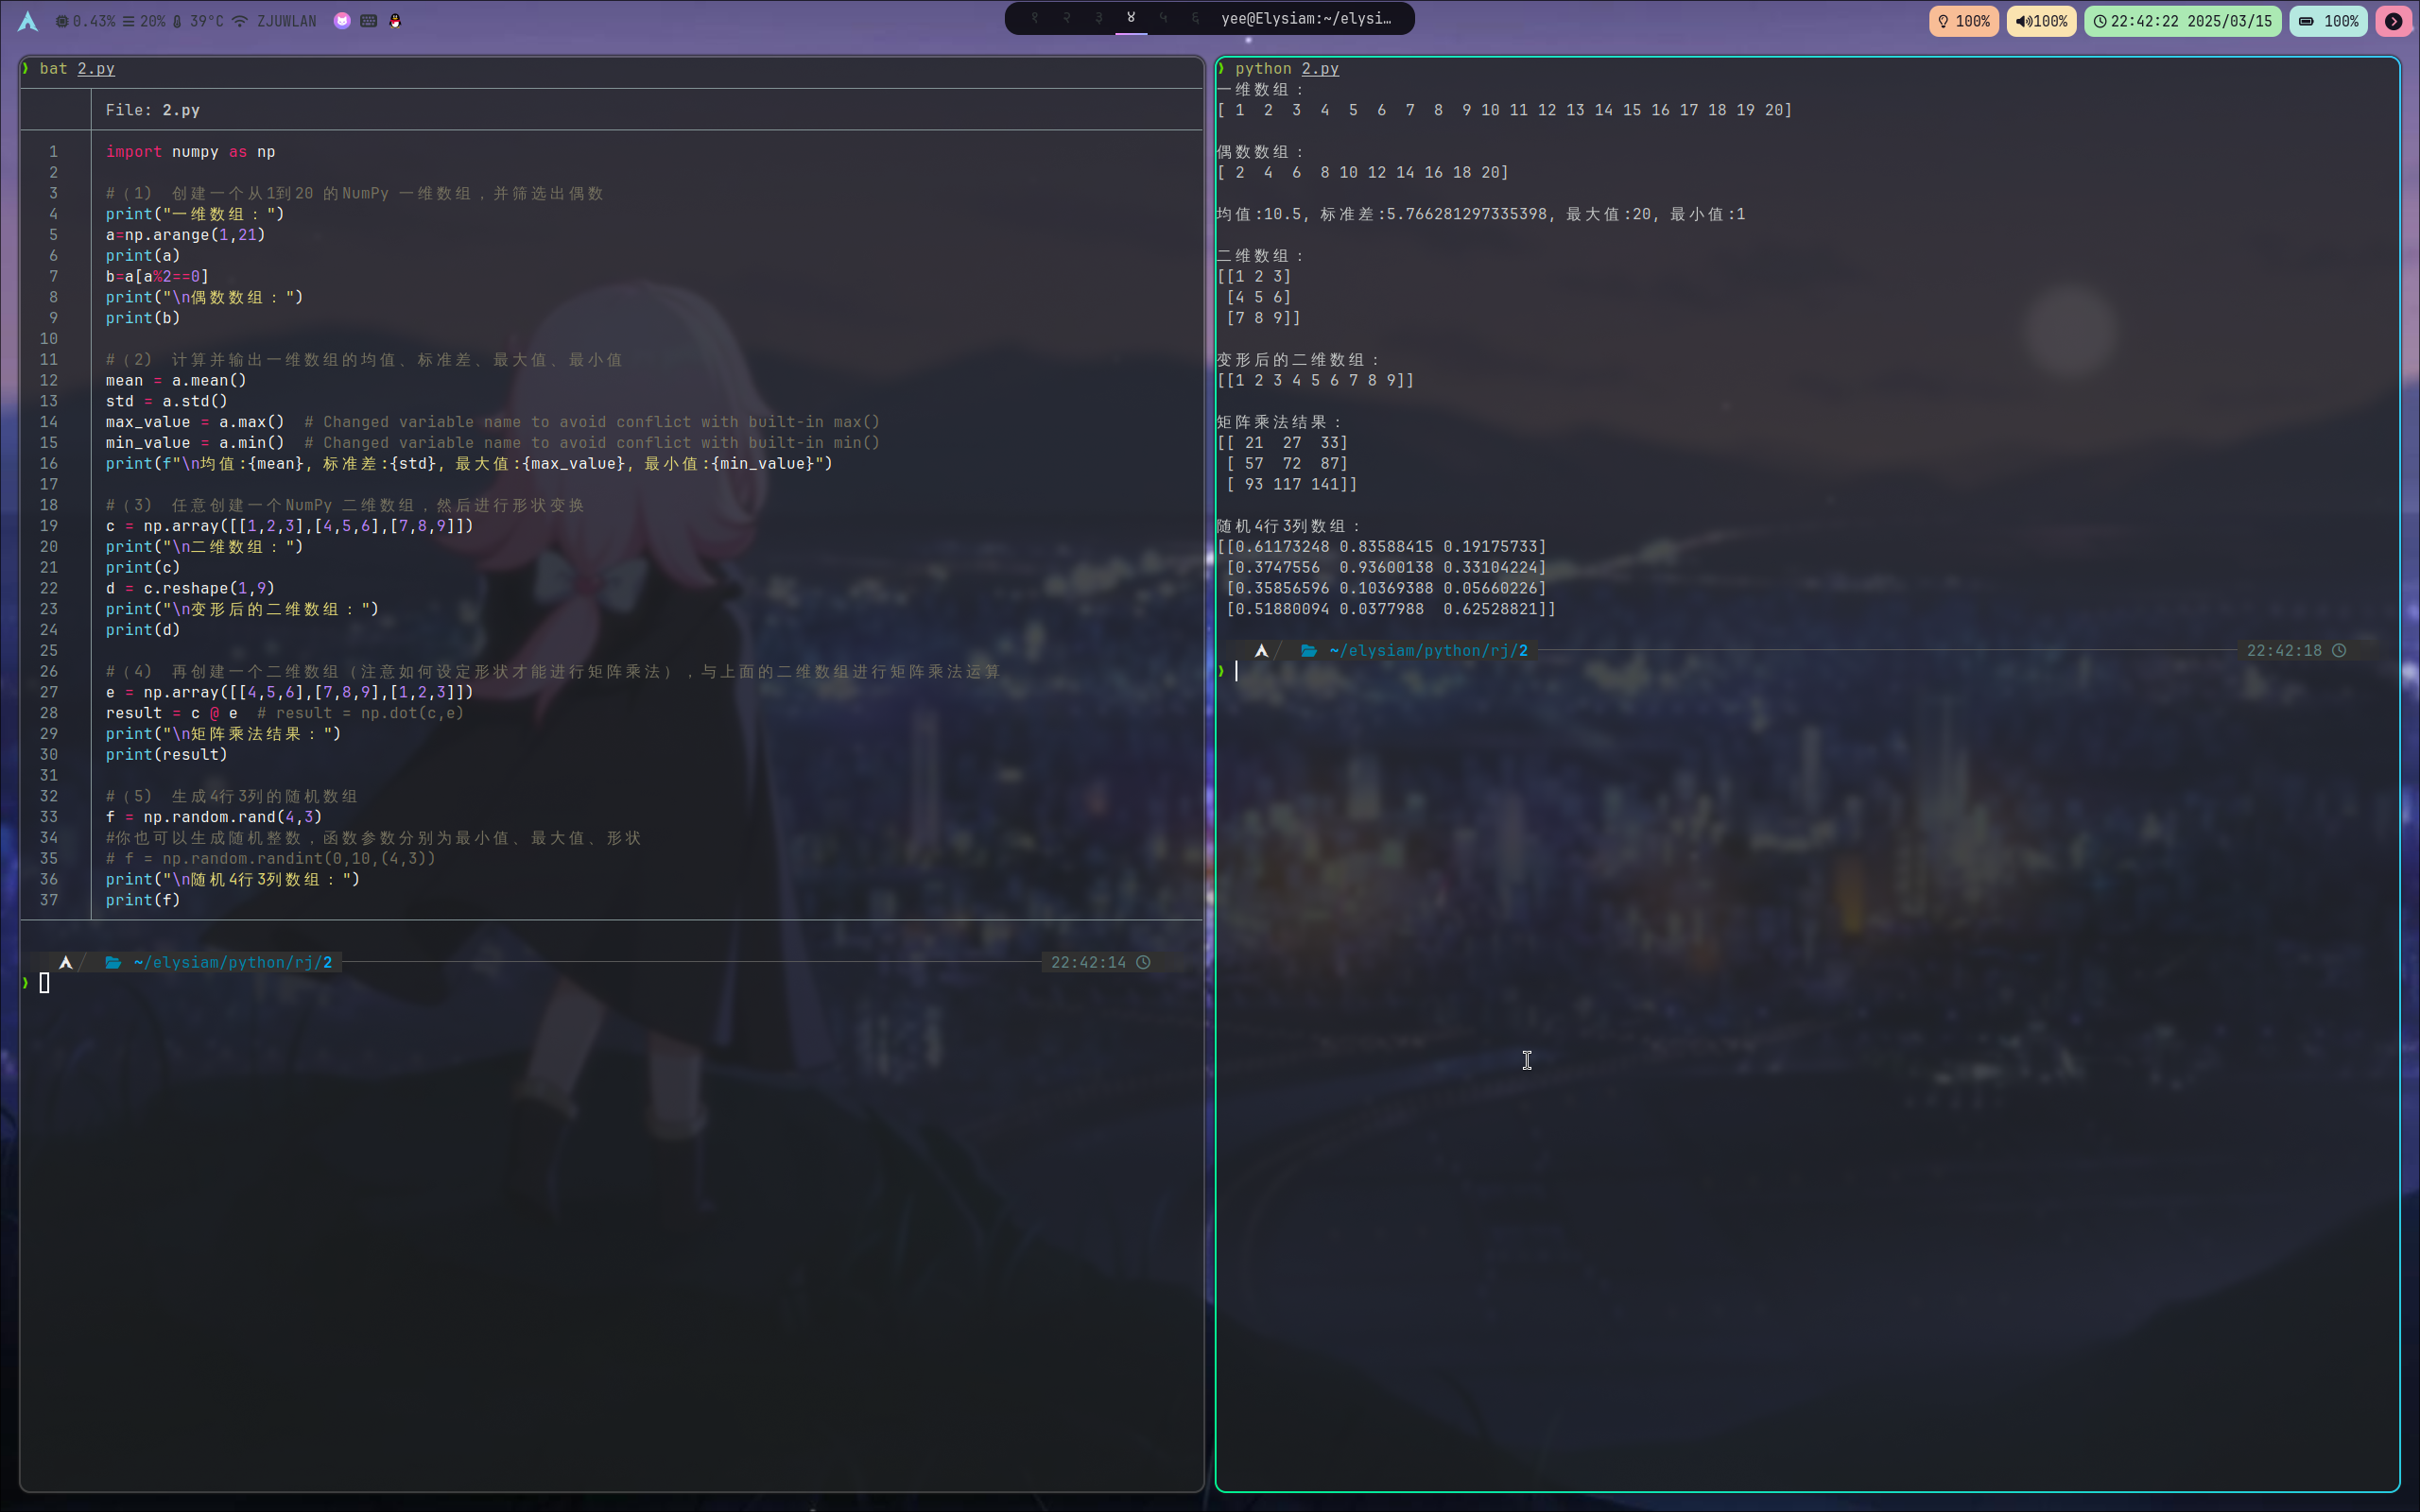 0.43% 20% 39°C ZJUWLAN
१ २ ३ ४ ५ ६ yee@Elysiam:~/elysi…
100% 100% 22:42:22 2025/03/15 100%
❯ bat 2.py
File: 2.py
1 import numpy as np
2
3 #（1） 创建一个从1到20 的NumPy 一维数组，并筛选出偶数
4 print("一维数组：")
5 a=np.arange(1,21)
6 print(a)
7 b=a[a%2==0]
8 print("\n偶数数组：")
9 print(b)
10
11 #（2） 计算并输出一维数组的均值、标准差、最大值、最小值
12 mean = a.mean()
13 std = a.std()
14 max_value = a.max()  # Changed variable name to avoid conflict with built-in max()
15 min_value = a.min()  # Changed variable name to avoid conflict with built-in min()
16 print(f"\n均值:{mean}, 标准差:{std}, 最大值:{max_value}, 最小值:{min_value}")
17
18 #（3） 任意创建一个NumPy 二维数组，然后进行形状变换
19 c = np.array([[1,2,3],[4,5,6],[7,8,9]])
20 print("\n二维数组：")
21 print(c)
22 d = c.reshape(1,9)
23 print("\n变形后的二维数组：")
24 print(d)
25
26 #（4） 再创建一个二维数组（注意如何设定形状才能进行矩阵乘法），与上面的二维数组进行矩阵乘法运算
27 e = np.array([[4,5,6],[7,8,9],[1,2,3]])
28 result = c @ e  # result = np.dot(c,e)
29 print("\n矩阵乘法结果：")
30 print(result)
31
32 #（5） 生成4行3列的随机数组
33 f = np.random.rand(4,3)
34 #你也可以生成随机整数，函数参数分别为最小值、最大值、形状
35 # f = np.random.randint(0,10,(4,3))
36 print("\n随机4行3列数组：")
37 print(f)
~/elysiam/python/rj/2 22:42:14
❯
❯ python 2.py
一维数组：
[ 1  2  3  4  5  6  7  8  9 10 11 12 13 14 15 16 17 18 19 20]
偶数数组：
[ 2  4  6  8 10 12 14 16 18 20]
均值:10.5, 标准差:5.766281297335398, 最大值:20, 最小值:1
二维数组：
[[1 2 3]
[4 5 6]
[7 8 9]]
变形后的二维数组：
[[1 2 3 4 5 6 7 8 9]]
矩阵乘法结果：
[[ 21  27  33]
[ 57  72  87]
[ 93 117 141]]
随机4行3列数组：
[[0.61173248 0.83588415 0.19175733]
[0.3747556  0.93600138 0.33104224]
[0.35856596 0.10369388 0.05660226]
[0.51880094 0.0377988  0.62528821]]
~/elysiam/python/rj/2 22:42:18
❯